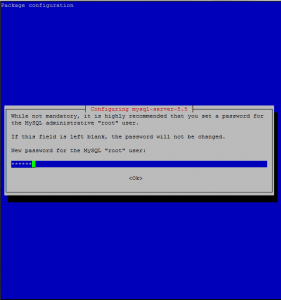 Package configuration
Configuring mysql-server-5.5
While not mandatory, it is highly recommended that you set a password for
the MySQL administrative "root" user.
If this field is left blank, the password will not be changed.
New password for the MySQL "root" user:
******
<Ok>